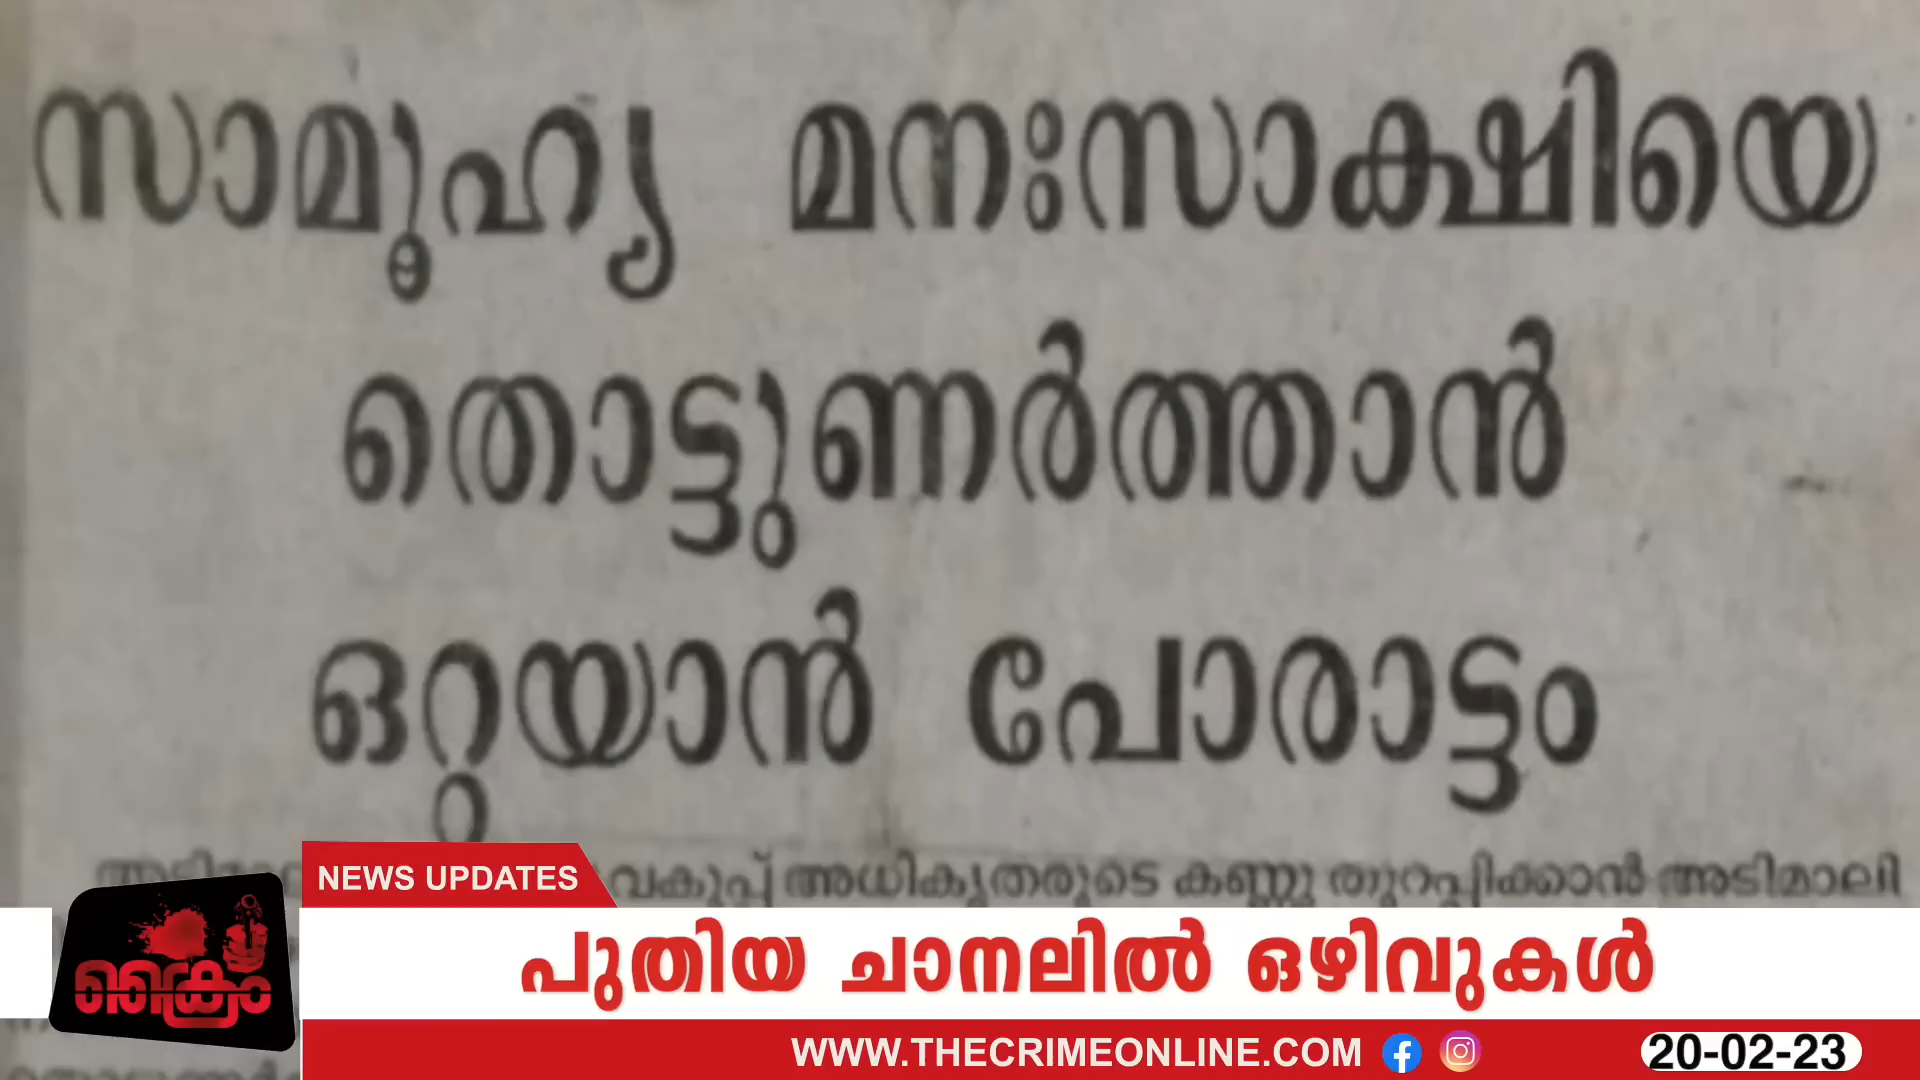 സാമൂഹ്യ മനഃസാക്ഷിയെ
തൊട്ടുണർത്താൻ
ഒറ്റയാൻ പോരാട്ടം
വകുപ്പ് അധികൃതരുടെ കണ്ണു തുറപ്പിക്കാൻ അടിമാലി
NEWS UPDATES
ക്രൈം
പുതിയ ചാനലിൽ ഒഴിവുകൾ
WWW.THECRIMEONLINE.COM
20-02-23